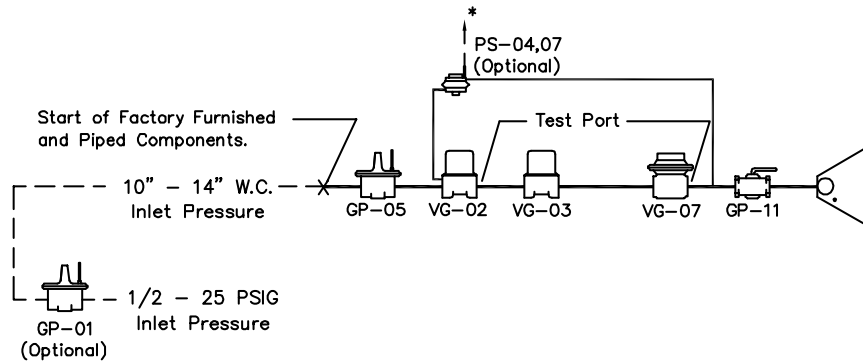 *
PS-04,07
(Optional)
Start of Factory Furnished
and Piped Components.
Test Port
10" - 14" W.C.
Inlet Pressure
GP-05
VG-02
VG-03
VG-07
GP-11
1/2 - 25 PSIG
Inlet Pressure
GP-01
(Optional)